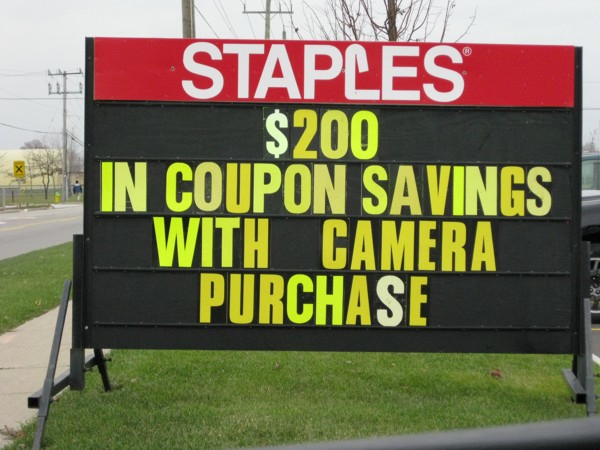 STAPLES®
$200
IN COUPON SAVINGS
WITH CAMERA
PURCHASE